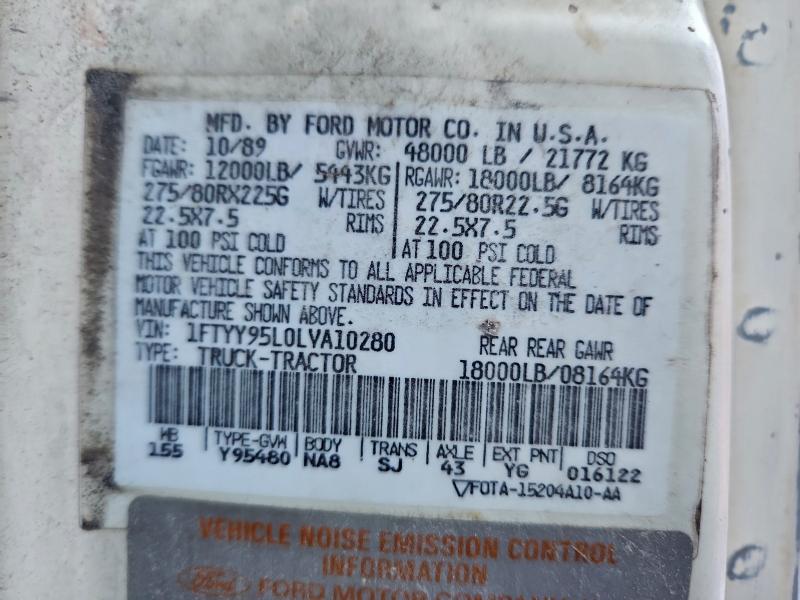 MFD. BY FORD MOTOR CO. IN U.S.A.
DATE: 10/89 GVWR: 48000 LB / 21772 KG
FGAWR: 12000LB/ 5443KG RGAWR: 18000LB/ 8164KG
275/80RX225G W/TIRES 275/80R22.5G W/TIRES
22.5X7.5 RIMS 22.5X7.5 RIMS
AT 100 PSI COLD AT 100 PSI COLD
THIS VEHICLE CONFORMS TO ALL APPLICABLE FEDERAL
MOTOR VEHICLE SAFETY STANDARDS IN EFFECT ON THE DATE OF
MANUFACTURE SHOWN ABOVE.
VIN: 1FTYY95L0LVA10280 REAR REAR GAWR
TYPE: TRUCK-TRACTOR 18000LB/08164KG
WB TYPE-GVW BODY TRANS AXLE EXT PNT DSO
155 Y95480 NA8 SJ 43 YG 016122
FOTA-15204A10-AA
VEHICLE NOISE EMISSION CONTROL
INFORMATION
Ford FORD MOTOR COMPANY